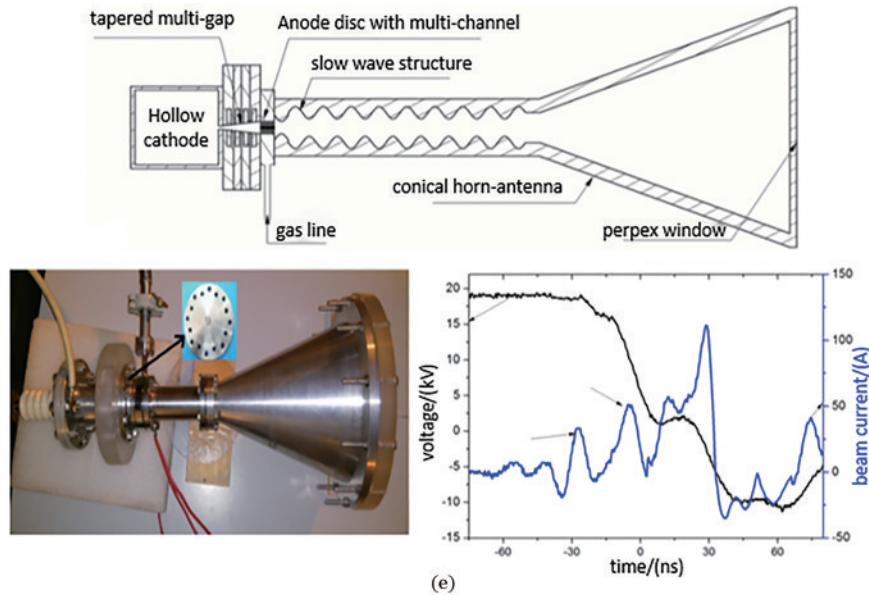 tapered multi-gap
Anode disc with multi-channel
slow wave structure
Hollow
cathode
conical horn-antenna
gas line
perpex window
20
15
10
5
0
-5
-10
-15
voltage/(kV)
150
100
50
0
-50
beam current/(A)
-60
-30
0
30
60
time/(ns)
(e)